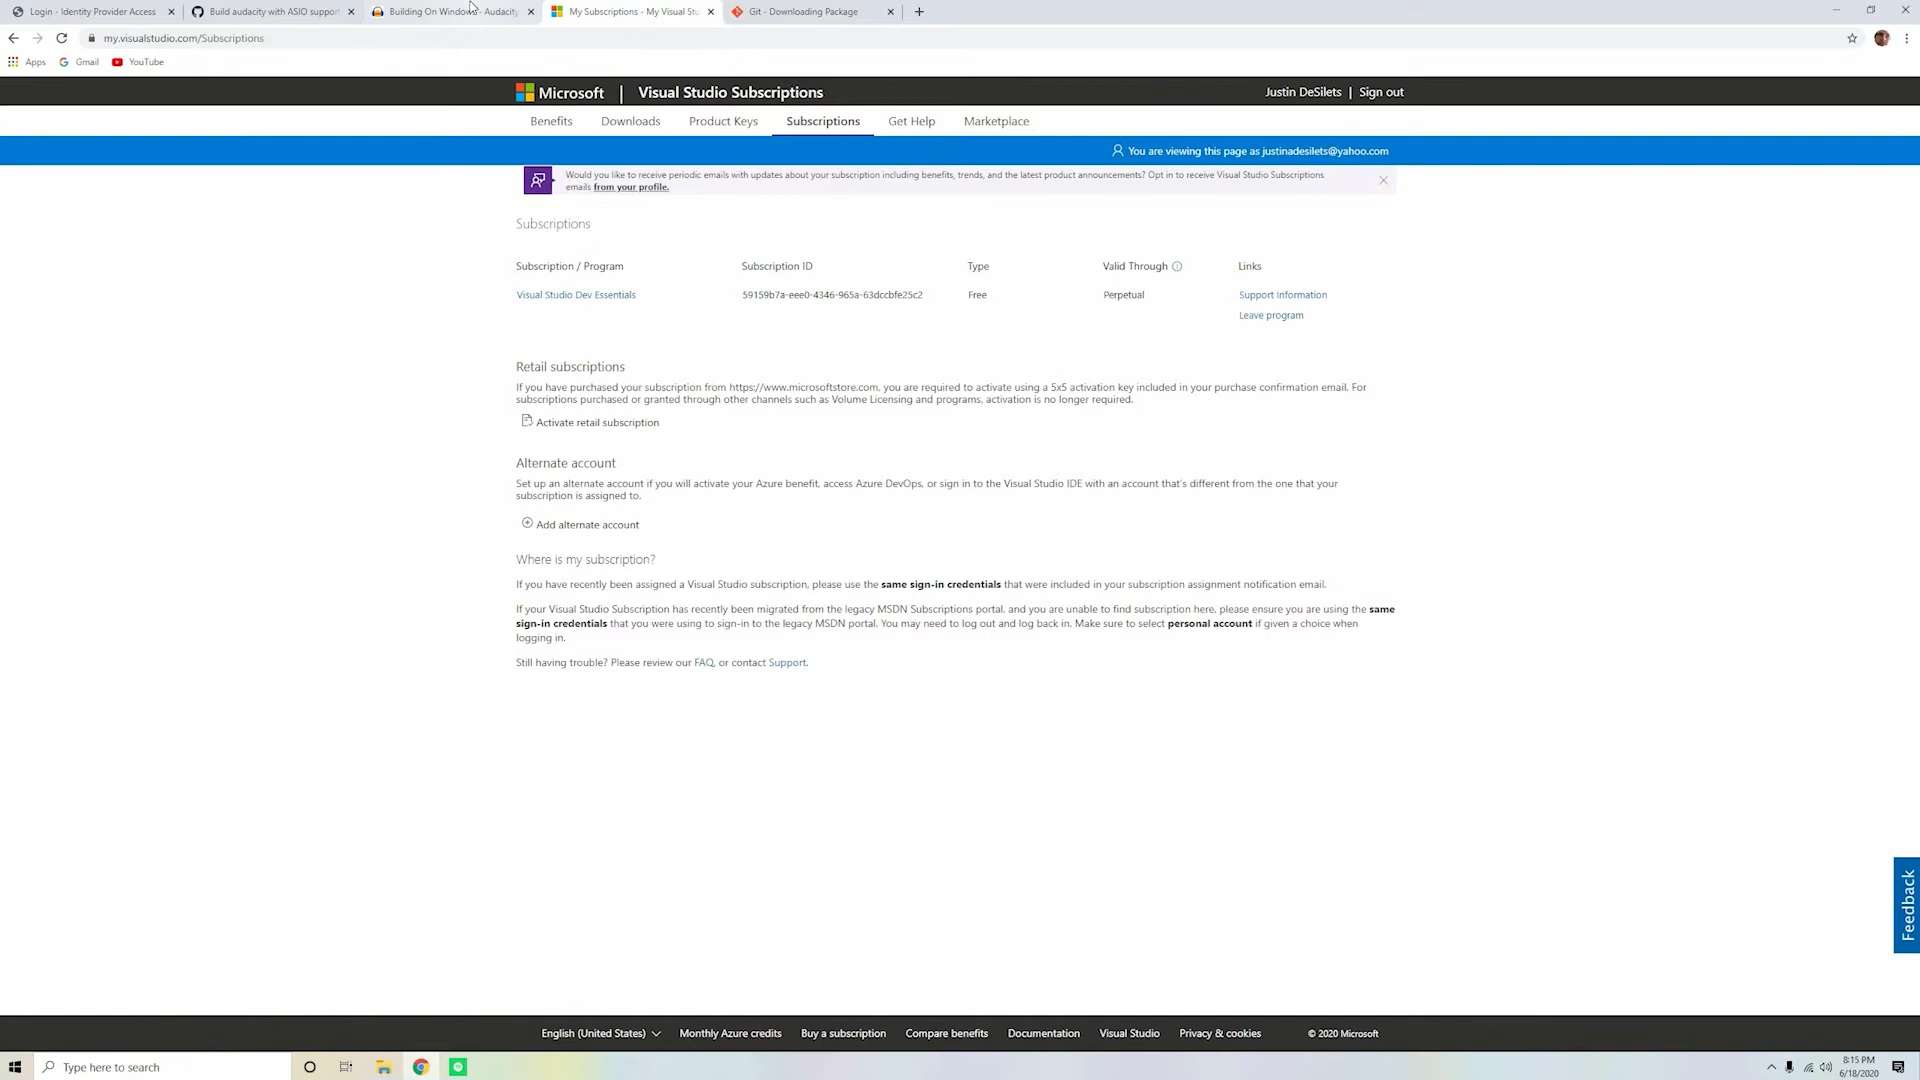 Login - Identity Provider Access
Build audacity with ASIO suppor
Building On Windows - Audacity
My Subscriptions - My Visual Stu
Git - Downloading Package
my.visualstudio.com/Subscriptions
Apps
Gmail
YouTube
Microsoft | Visual Studio Subscriptions
Justin DeSilets | Sign out
Benefits
Downloads
Product Keys
Subscriptions
Get Help
Marketplace
You are viewing this page as justinadesilets@yahoo.com
Would you like to receive periodic emails with updates about your subscription including benefits, trends, and the latest product announcements? Opt in to receive Visual Studio Subscriptions
emails from your profile.
Subscriptions
Subscription / Program
Subscription ID
Type
Valid Through
Links
Visual Studio Dev Essentials
59159b7a-eee0-4346-965a-63dccbfe25c2
Free
Perpetual
Support Information
Leave program
Retail subscriptions
If you have purchased your subscription from https://www.microsoftstore.com, you are required to activate using a 5x5 activation key included in your purchase confirmation email. For
subscriptions purchased or granted through other channels such as Volume Licensing and programs, activation is no longer required.
Activate retail subscription
Alternate account
Set up an alternate account if you will activate your Azure benefit, access Azure DevOps, or sign in to the Visual Studio IDE with an account that's different from the one that your
subscription is assigned to.
Add alternate account
Where is my subscription?
If you have recently been assigned a Visual Studio subscription, please use the same sign-in credentials that were included in your subscription assignment notification email.
If your Visual Studio Subscription has recently been migrated from the legacy MSDN Subscriptions portal, and you are unable to find subscription here, please ensure you are using the same
sign-in credentials that you were using to sign-in to the legacy MSDN portal. You may need to log out and log back in. Make sure to select personal account if given a choice when
logging in.
Still having trouble? Please review our FAQ, or contact Support.
Feedback
English (United States)
Monthly Azure credits
Buy a subscription
Compare benefits
Documentation
Visual Studio
Privacy & cookies
© 2020 Microsoft
Type here to search
8:15 PM
6/18/2020